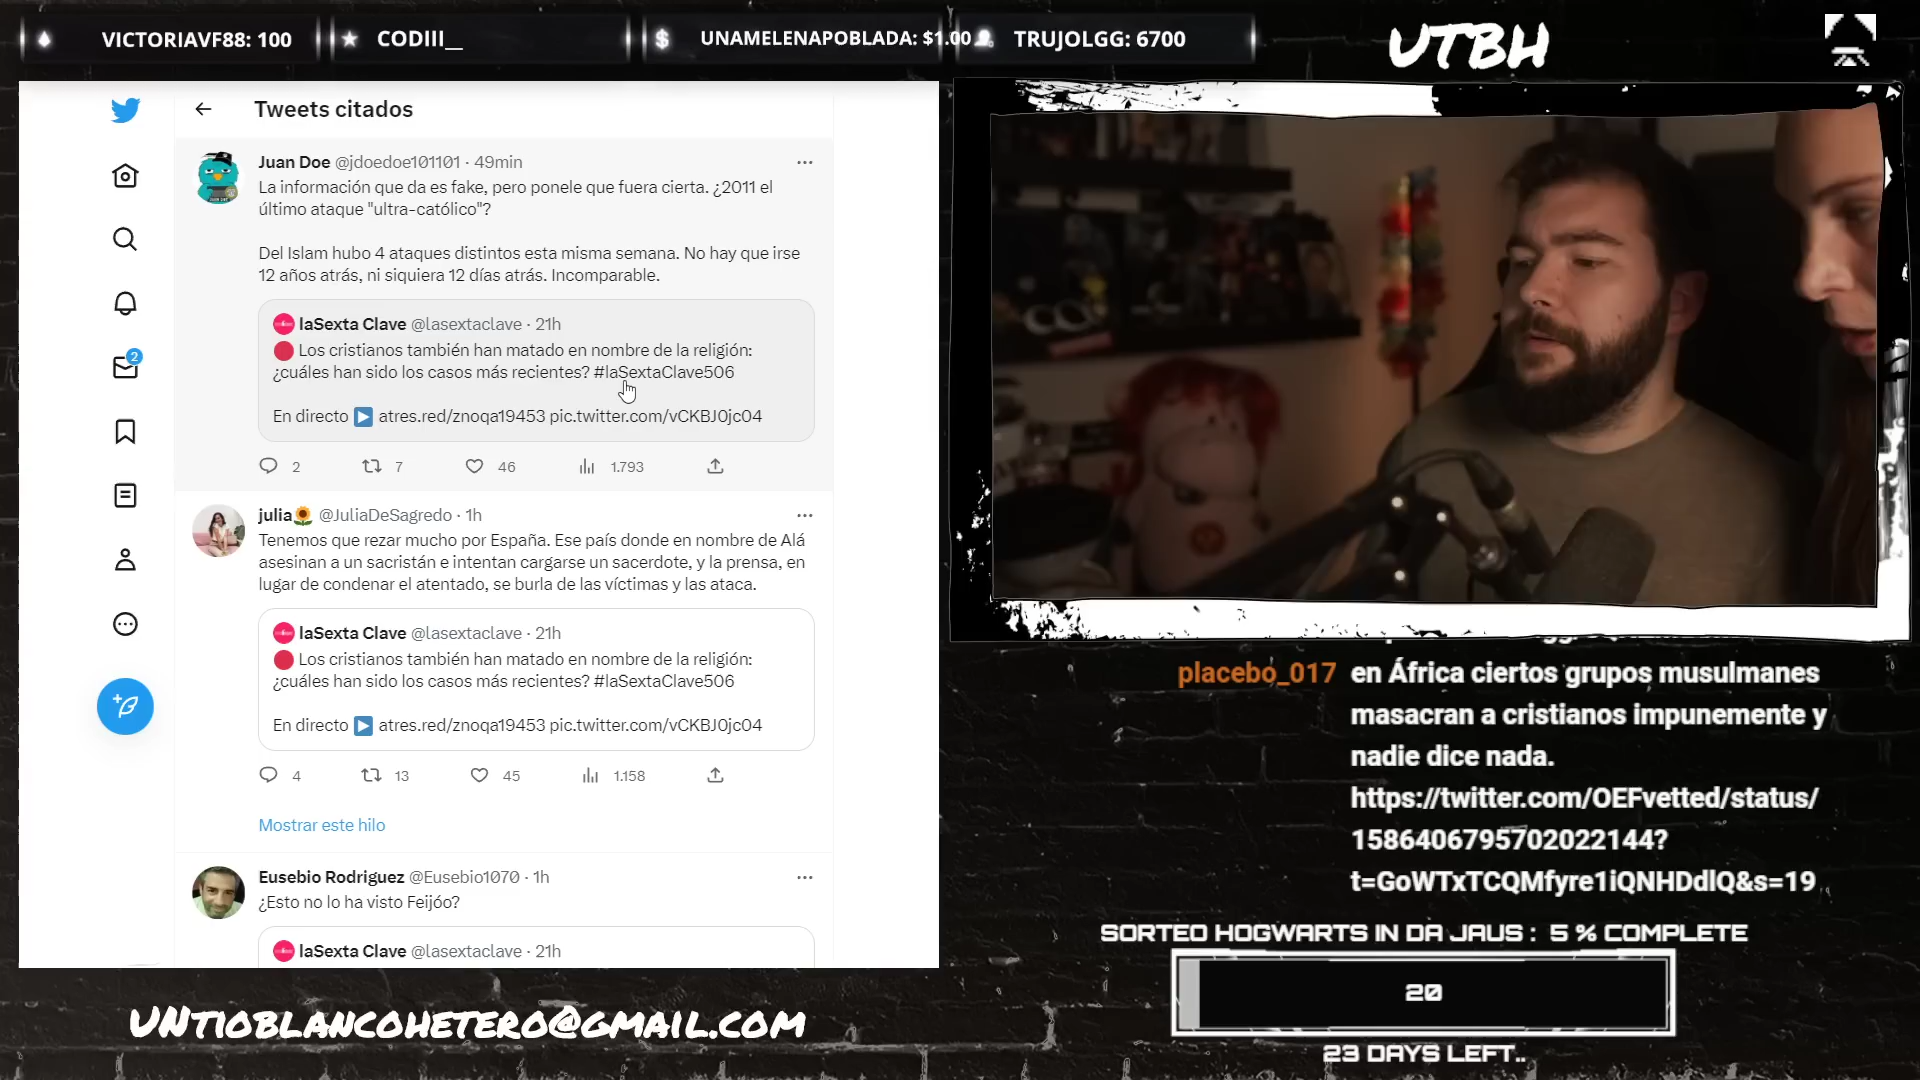 VICTORIAVF88: 100
CODIII__
UNAMELENAPOBLADA: $1.00
TRUJOLGG: 6700
UTBH
Tweets citados
Juan Doe @jdoedoe101101 · 49min
La información que da es fake, pero ponele que fuera cierta. ¿2011 el
último ataque "ultra-católico"?
Del Islam hubo 4 ataques distintos esta misma semana. No hay que irse
12 años atrás, ni siquiera 12 días atrás. Incomparable.
laSexta Clave @lasextaclave · 21h
Los cristianos también han matado en nombre de la religión:
¿cuáles han sido los casos más recientes? #laSextaClave506
En directo ▶ atres.red/znoqa19453 pic.twitter.com/vCKBJ0jc04
2 7 46 1.793
julia🌻 @JuliaDeSagredo · 1h
Tenemos que rezar mucho por España. Ese país donde en nombre de Alá
asesinan a un sacristán e intentan cargarse un sacerdote, y la prensa, en
lugar de condenar el atentado, se burla de las víctimas y las ataca.
laSexta Clave @lasextaclave · 21h
Los cristianos también han matado en nombre de la religión:
¿cuáles han sido los casos más recientes? #laSextaClave506
En directo ▶ atres.red/znoqa19453 pic.twitter.com/vCKBJ0jc04
4 13 45 1.158
Mostrar este hilo
Eusebio Rodriguez @Eusebio1070 · 1h
¿Esto no lo ha visto Feijóo?
laSexta Clave @lasextaclave · 21h
2
placebo_017 en África ciertos grupos musulmanes
masacran a cristianos impunemente y
nadie dice nada.
https://twitter.com/OEFvetted/status/
1586406795702022144?
t=GoWTxTCQMfyre1iQNHDdlQ&s=19
SORTEO HOGWARTS IN DA JAUS : 5 % COMPLETE
20
23 DAYS LEFT..
UNTIOBLANCOHETERO@GMAIL.COM